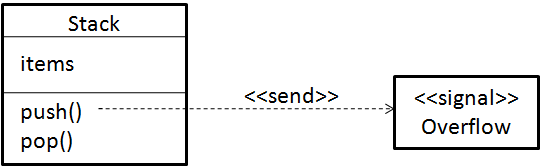 Stack
items
push()
pop()
<<send>>
<<signal>>
Overflow